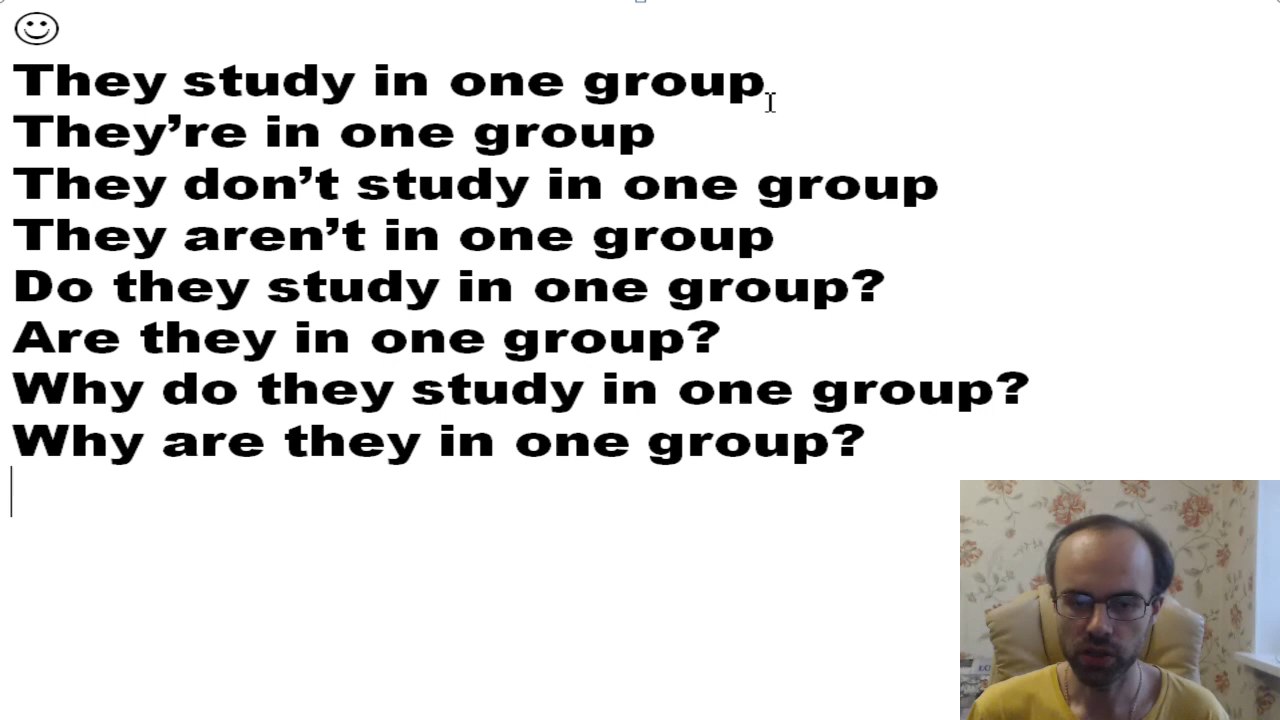 They study in one group
They’re in one group
They don’t study in one group
They aren’t in one group
Do they study in one group?
Are they in one group?
Why do they study in one group?
Why are they in one group?